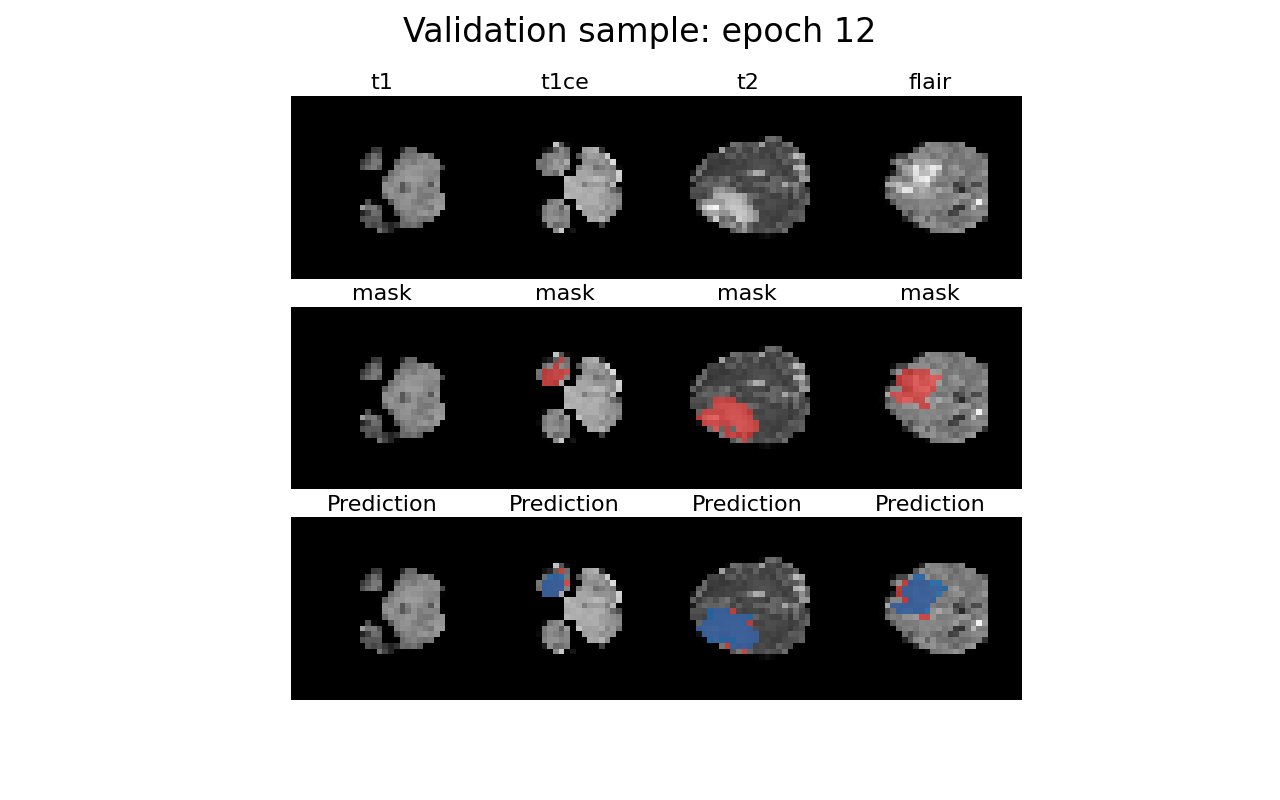 Validation sample: epoch 12
t1 t1ce t2 flair
mask mask mask mask
Prediction Prediction Prediction Prediction